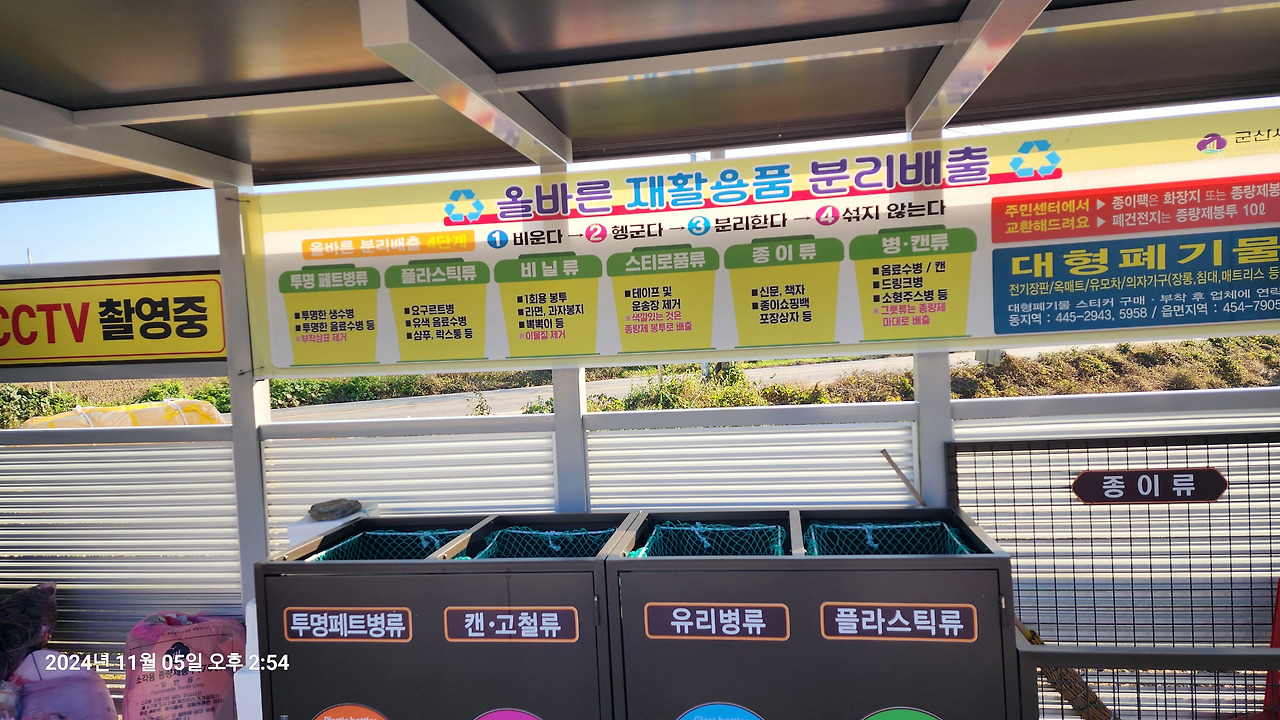 올바른 재활용품 분리배출
군산시
올바른 분리배출 4단계
1 비운다 → 2 헹군다 → 3 분리한다 → 4 섞지 않는다
투명 페트병류
■ 투명한 생수병
■ 투명한 음료수병 등
※부착상표 제거
플라스틱류
■ 요구르트병
■ 유색 음료수병
■ 샴푸, 락스통 등
비닐류
■ 1회용 봉투
■ 라면, 과자봉지
■ 뽁뽁이 등
※이물질 제거
스티로폼류
■ 테이프 및
운송장 제거
※색깔있는 것은
종량제 봉투로 배출
종이류
■ 신문, 책자
■ 종이쇼핑백
포장상자 등
병·캔류
■ 음료수병 / 캔
■ 드링크병
■ 소형주스병 등
※그릇류는 종량제
마대로 배출
주민센터에서
교환해드려요
▶ 종이팩은 화장지 또는 종량제봉
▶ 폐건전지는 종량제봉투 10ℓ
대형폐기물
전기장판/옥매트/유모차/의자가구(장롱, 침대, 매트리스 등
대형폐기물 스티커 구매 · 부착 후 업체에 연락
동지역 : 445-2943, 5958 / 읍면지역 : 454-7905
CCTV 촬영중
종이류
투명페트병류
캔·고철류
유리병류
플라스틱류
2024년 11월 05일 오후 2:54